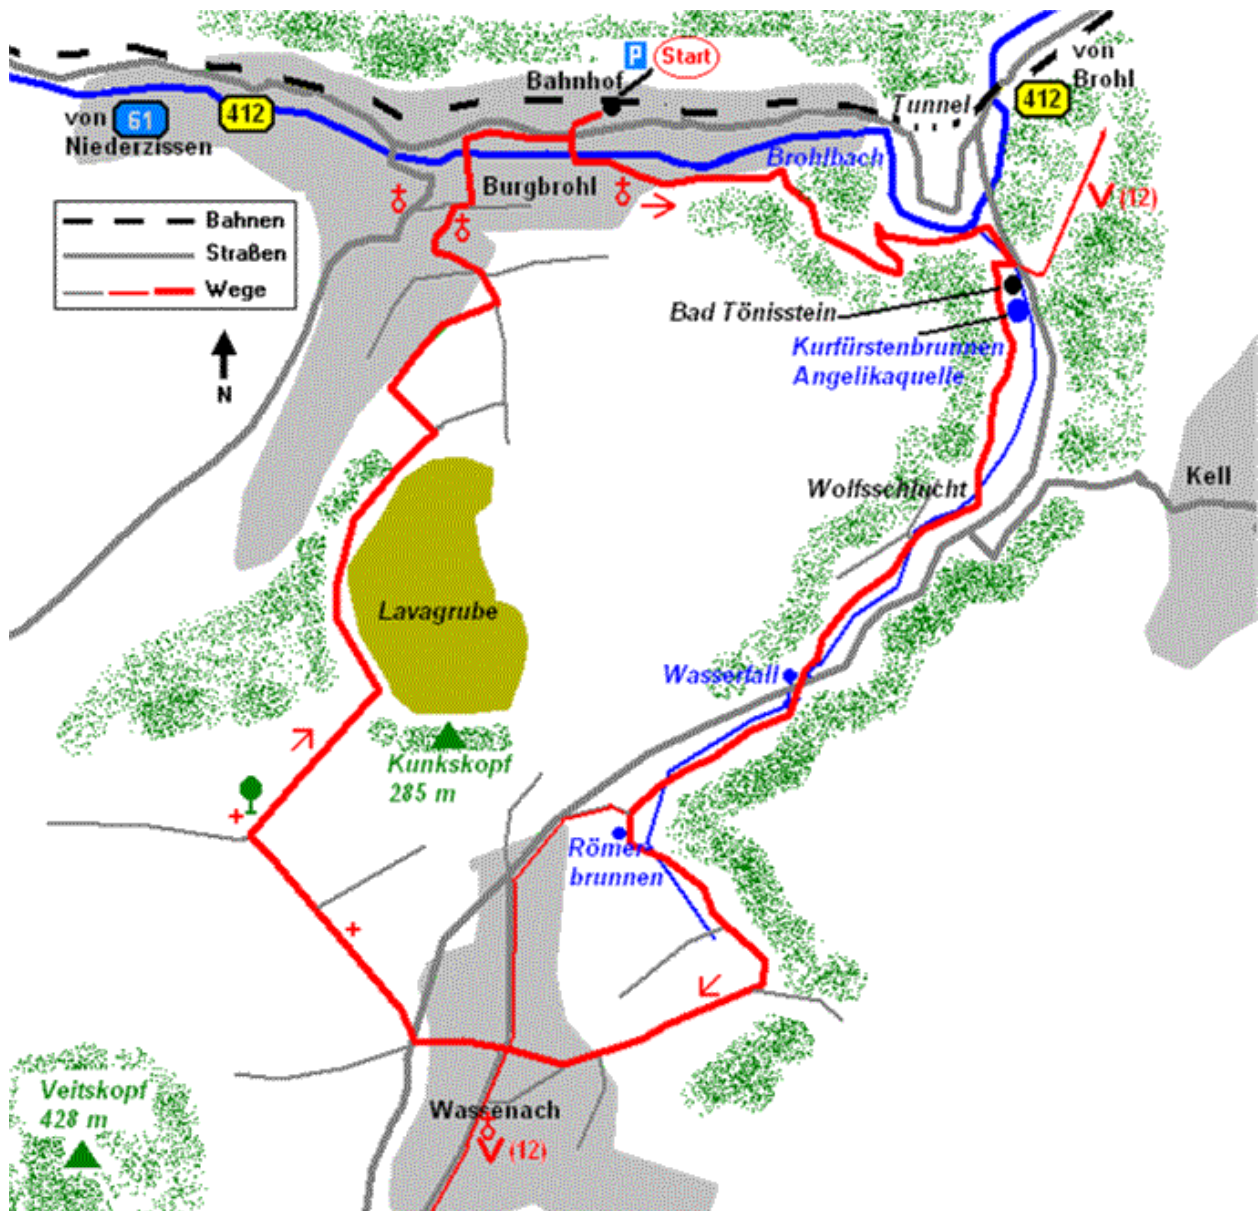 P
Start
Bahnhof
von
Brohl
412
Tunnel
von
61
412
Niederzissen
Brohlbach
Burgbrohl
V (12)
Bahnen
Straßen
Wege
N
Bad Tönisstein
Kurfürstenbrunnen
Angelikaquelle
Kell
Wolfsschlucht
Lavagrube
Wasserfall
Kunkskopf
285 m
Römer-
brunnen
Veitskopf
428 m
Wassenach
V (12)